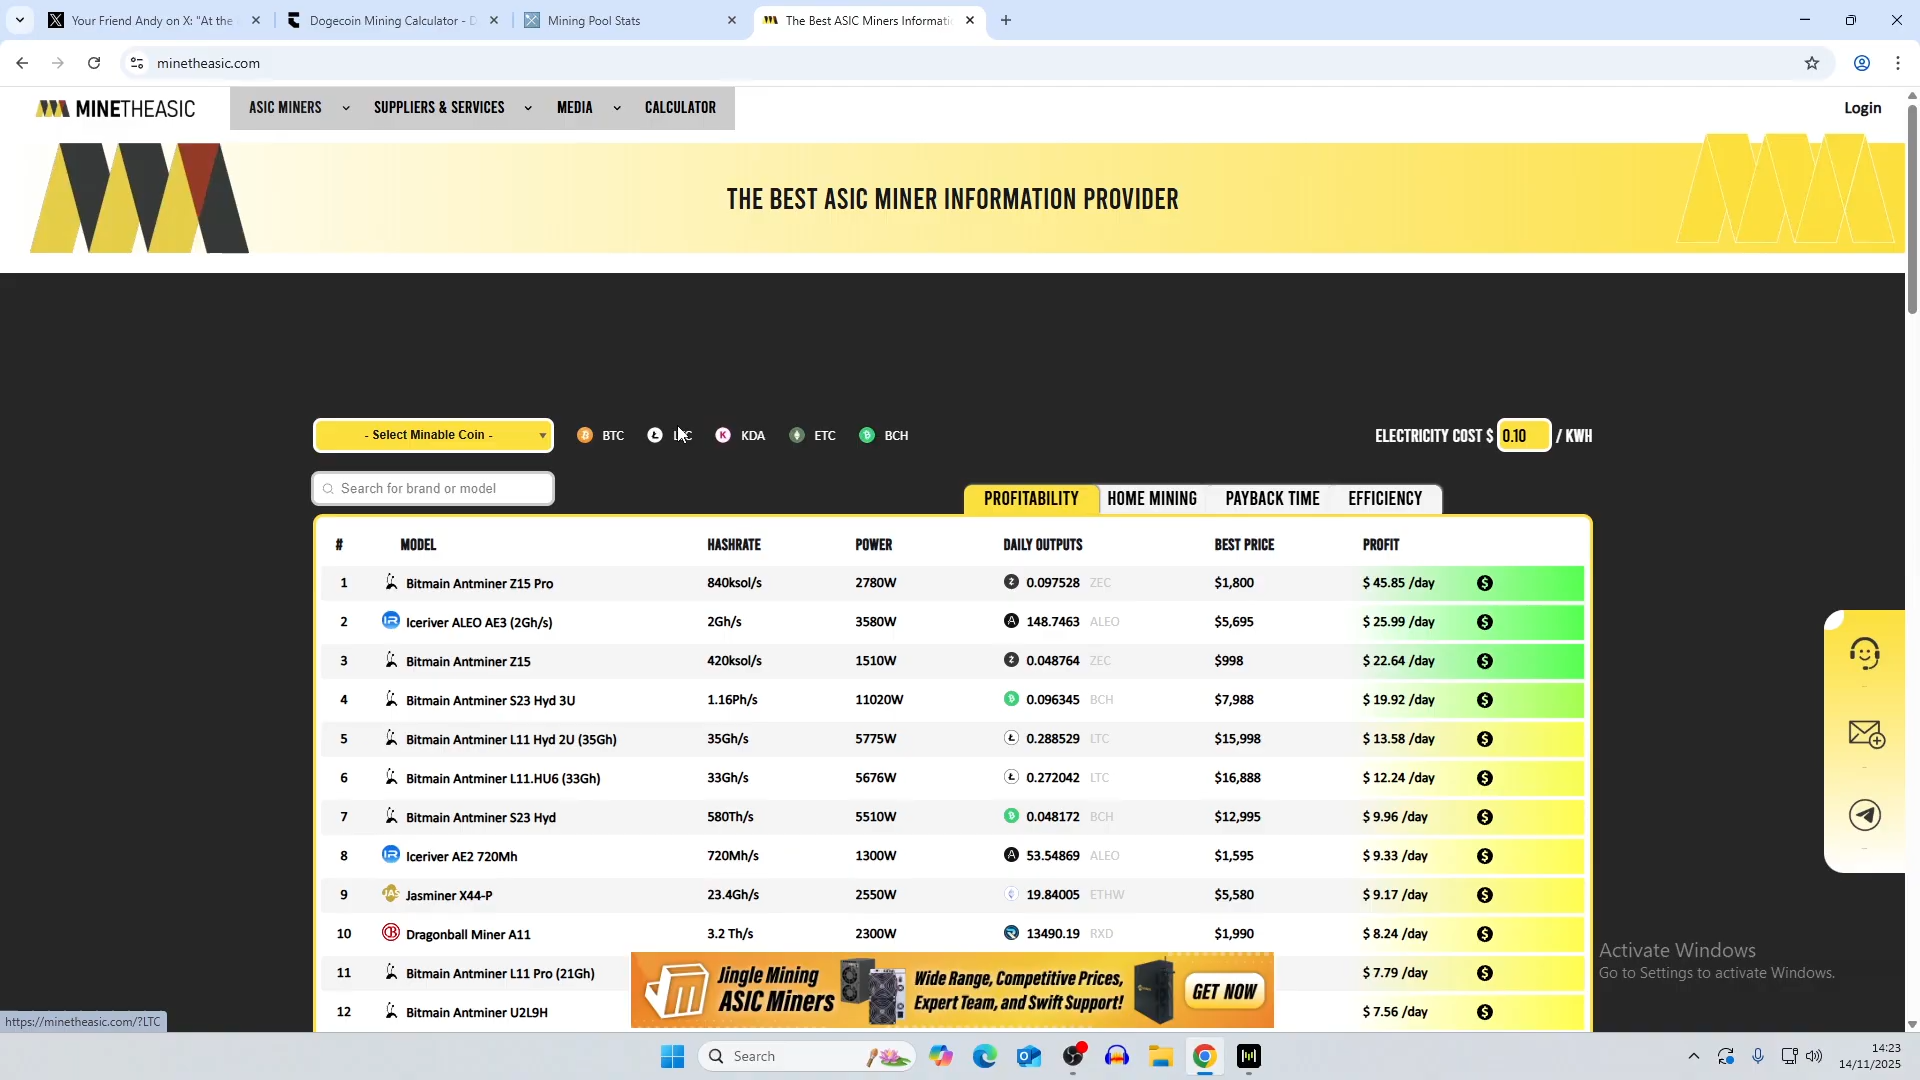 Your Friend Andy on X: "At the
Dogecoin Mining Calculator - D
Mining Pool Stats
The Best ASIC Miners Informati
minetheasic.com
MINETHEASIC
ASIC MINERS
SUPPLIERS & SERVICES
MEDIA
CALCULATOR
Login
THE BEST ASIC MINER INFORMATION PROVIDER
- Select Minable Coin -
BTC
LTC
KDA
ETC
BCH
ELECTRICITY COST $ 0.10 / KWH
Search for brand or model
PROFITABILITY
HOME MINING
PAYBACK TIME
EFFICIENCY
# MODEL HASHRATE POWER DAILY OUTPUTS BEST PRICE PROFIT
1 Bitmain Antminer Z15 Pro 840ksol/s 2780W 0.097528 ZEC $1,800 $ 45.85 /day
2 Iceriver ALEO AE3 (2Gh/s) 2Gh/s 3580W 148.7463 ALEO $5,695 $ 25.99 /day
3 Bitmain Antminer Z15 420ksol/s 1510W 0.048764 ZEC $998 $ 22.64 /day
4 Bitmain Antminer S23 Hyd 3U 1.16Ph/s 11020W 0.096345 BCH $7,988 $ 19.92 /day
5 Bitmain Antminer L11 Hyd 2U (35Gh) 35Gh/s 5775W 0.288529 LTC $15,998 $ 13.58 /day
6 Bitmain Antminer L11.HU6 (33Gh) 33Gh/s 5676W 0.272042 LTC $16,888 $ 12.24 /day
7 Bitmain Antminer S23 Hyd 580Th/s 5510W 0.048172 BCH $12,995 $ 9.96 /day
8 Iceriver AE2 720Mh 720Mh/s 1300W 53.54869 ALEO $1,595 $ 9.33 /day
9 Jasminer X44-P 23.4Gh/s 2550W 19.84005 ETHW $5,580 $ 9.17 /day
10 Dragonball Miner A11 3.2 Th/s 2300W 13490.19 RXD $1,990 $ 8.24 /day
11 Bitmain Antminer L11 Pro (21Gh) $ 7.79 /day
12 Bitmain Antminer U2L9H $ 7.56 /day
Jingle Mining
ASIC Miners
Wide Range, Competitive Prices,
Expert Team, and Swift Support!
GET NOW
Activate Windows
Go to Settings to activate Windows.
https://minetheasic.com/?LTC
Search
14:23
14/11/2025